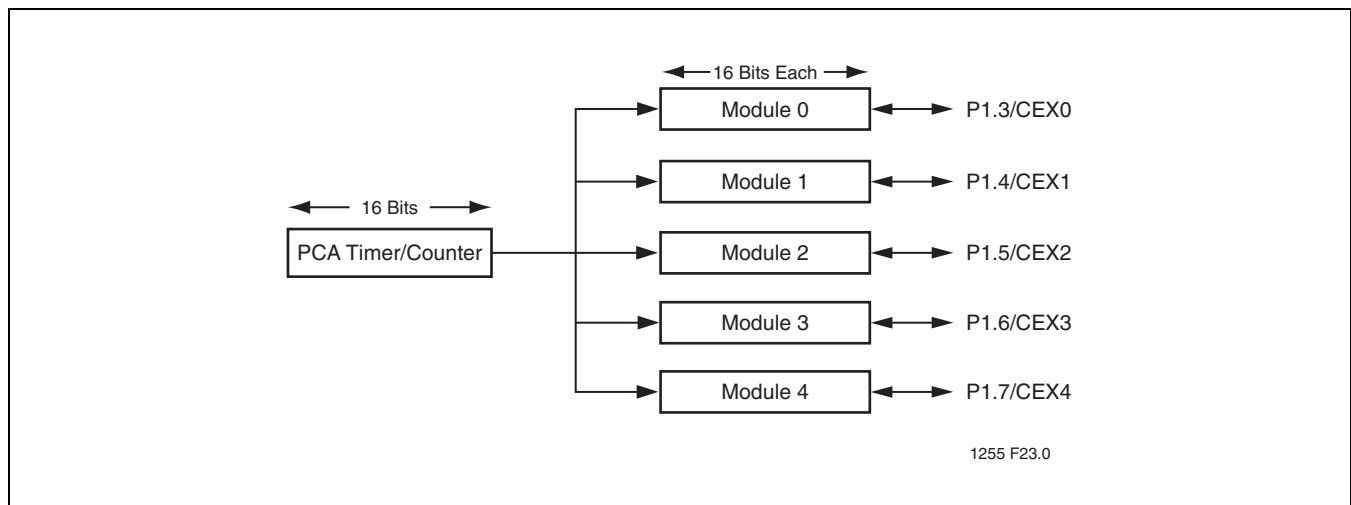 16 Bits Each
Module 0
P1.3/CEX0
Module 1
P1.4/CEX1
16 Bits
PCA Timer/Counter
Module 2
P1.5/CEX2
Module 3
P1.6/CEX3
Module 4
P1.7/CEX4
1255 F23.0